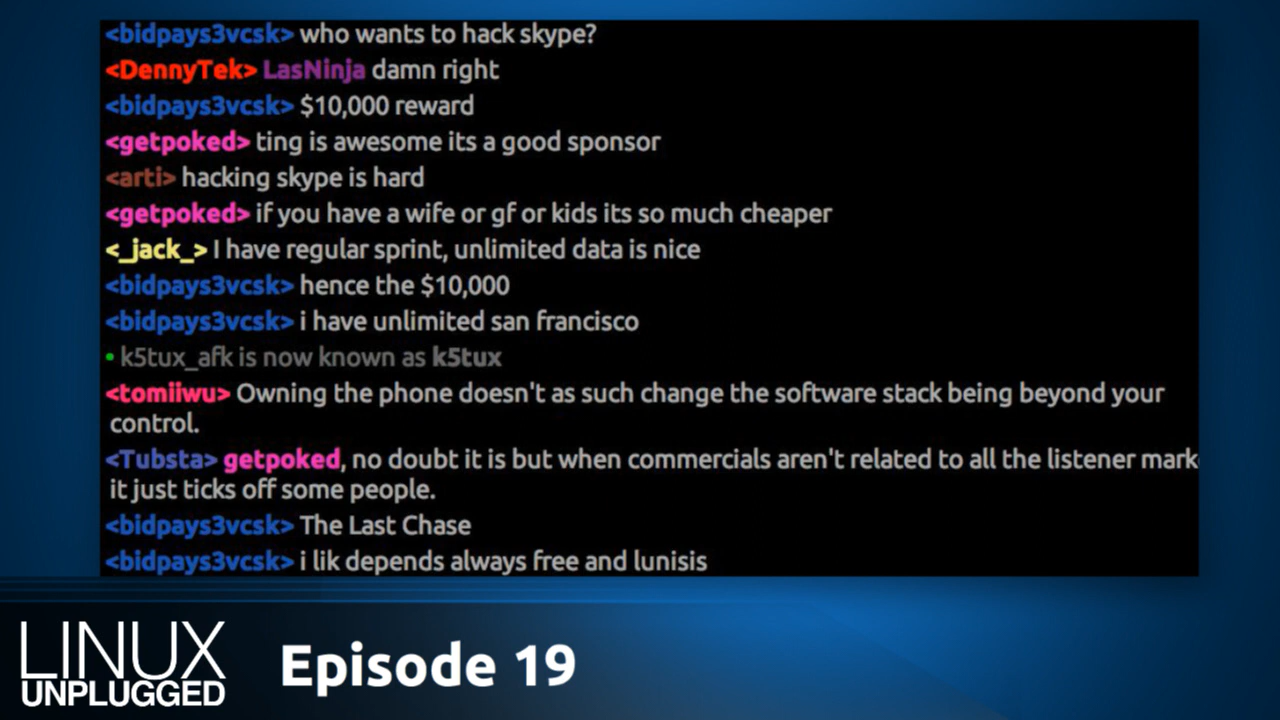 <bidpays3vcsk> who wants to hack skype?
<DennyTek> LasNinja damn right
<bidpays3vcsk> $10,000 reward
<getpoked> ting is awesome its a good sponsor
<arti> hacking skype is hard
<getpoked> if you have a wife or gf or kids its so much cheaper
<_jack_> I have regular sprint, unlimited data is nice
<bidpays3vcsk> hence the $10,000
<bidpays3vcsk> i have unlimited san francisco
• k5tux_afk is now known as k5tux
<tomiiwu> Owning the phone doesn't as such change the software stack being beyond your
control.
<Tubsta> getpoked, no doubt it is but when commercials aren't related to all the listener mark
it just ticks off some people.
<bidpays3vcsk> The Last Chase
<bidpays3vcsk> i lik depends always free and lunisis
LINUX
UNPLUGGED
Episode 19